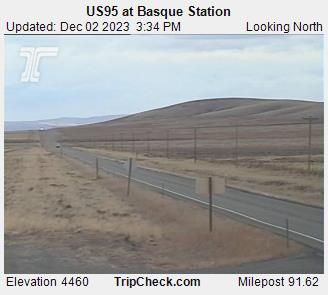 US95 at Basque Station
Updated: Dec 02 2023 3:34 PM Looking North
Elevation 4460 TripCheck.com Milepost 91.62